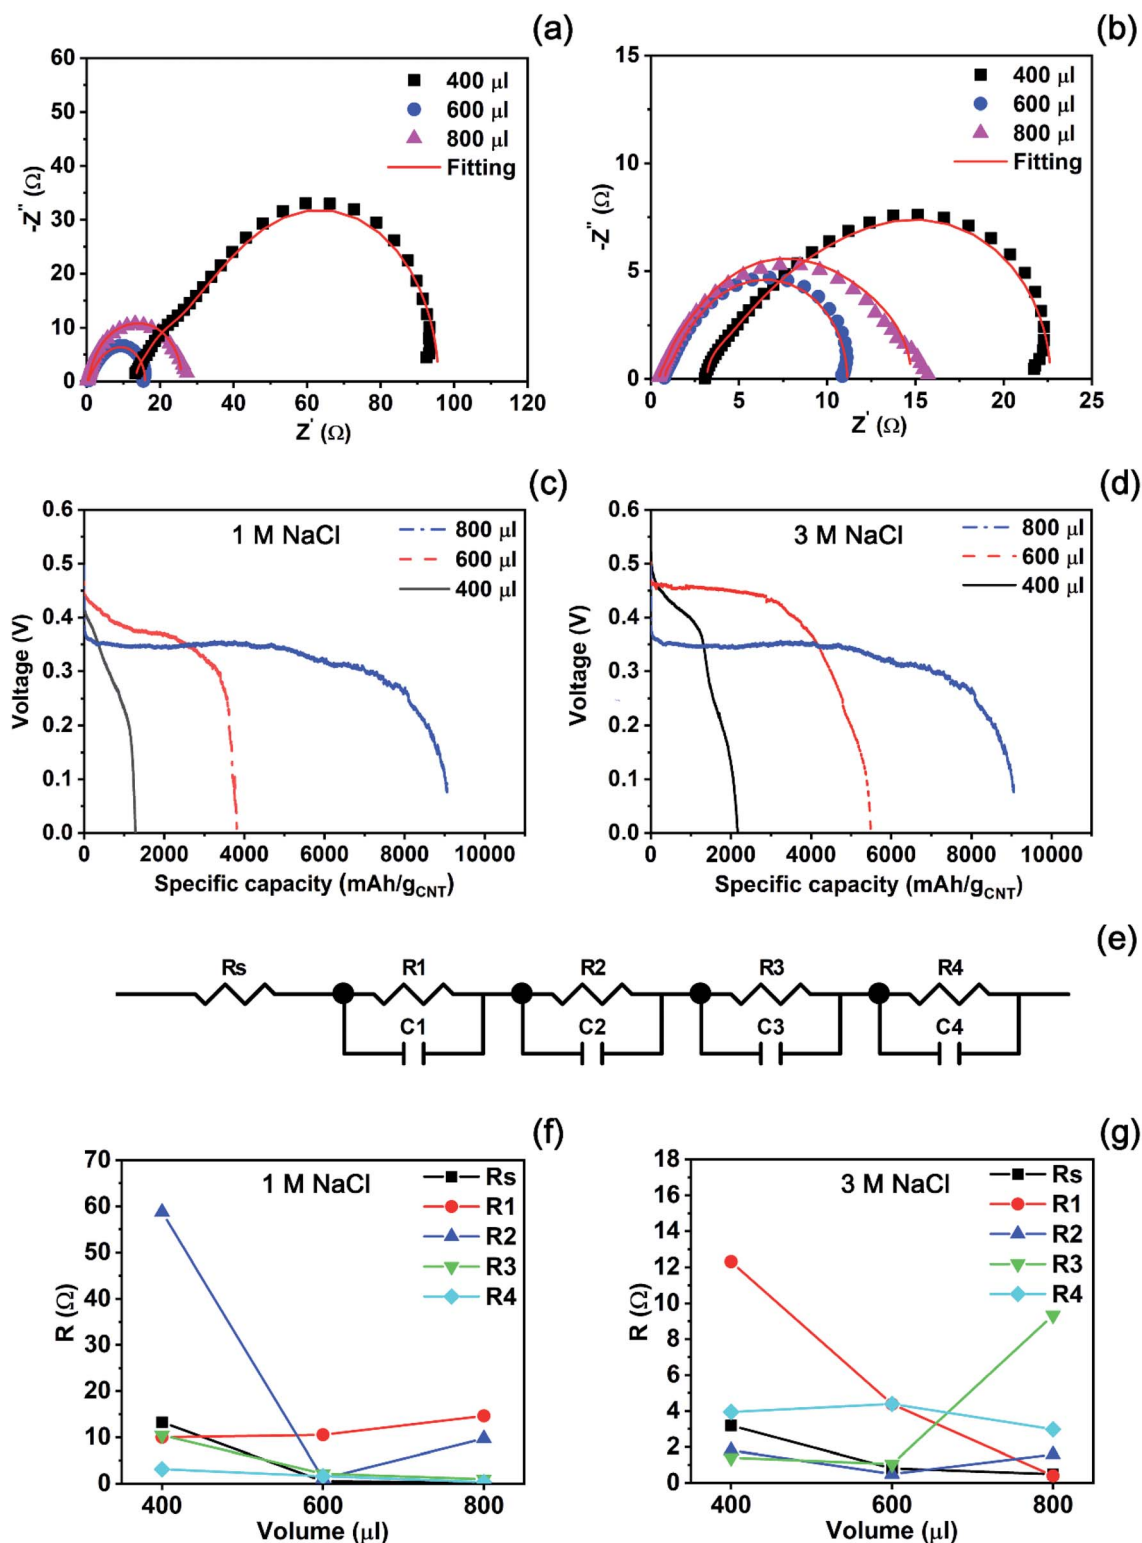 (a)
60
50
40
30
20
10
0
-Z" (Ω)
400 μl
600 μl
800 μl
Fitting
0 20 40 60 80 100 120
Z' (Ω)
(b)
15
10
5
0
-Z" (Ω)
400 μl
600 μl
800 μl
Fitting
5 10 15 20 25
Z' (Ω)
(c)
0.6
0.5
0.4
0.3
0.2
0.1
0.0
Voltage (V)
1 M NaCl
800 μl
600 μl
400 μl
0 2000 4000 6000 8000 10000
Specific capacity (mAh/gCNT)
(d)
0.6
0.5
0.4
0.3
0.2
0.1
0.0
Voltage (V)
3 M NaCl
800 μl
600 μl
400 μl
0 2000 4000 6000 8000 10000
Specific capacity (mAh/gCNT)
(e)
Rs R1 R2 R3 R4
C1 C2 C3 C4
(f)
70
60
50
40
30
20
10
0
R (Ω)
1 M NaCl
Rs
R1
R2
R3
R4
400 600 800
Volume (μl)
(g)
18
16
14
12
10
8
6
4
2
0
R (Ω)
3 M NaCl
Rs
R1
R2
R3
R4
400 600 800
Volume (μl)